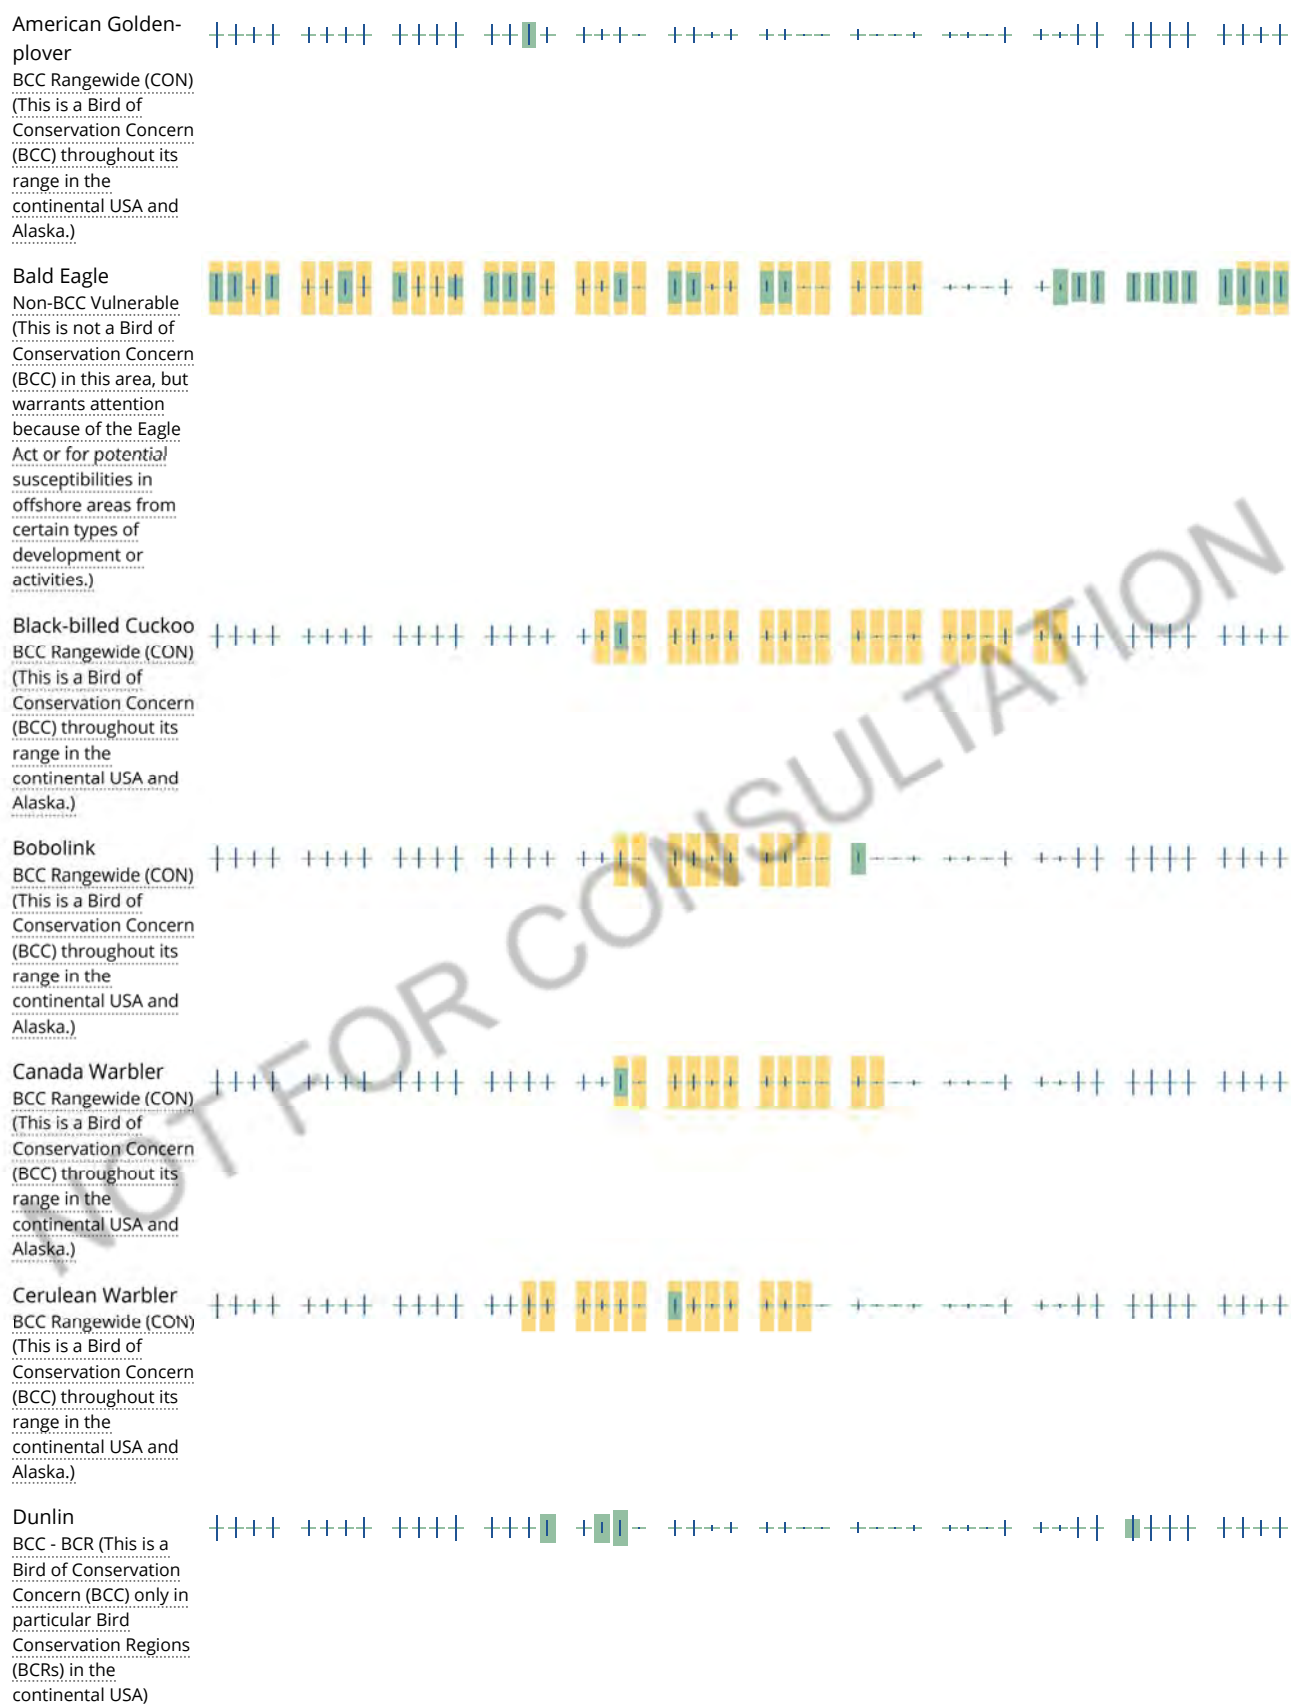 American Golden-
plover
BCC Rangewide (CON)
(This is a Bird of
Conservation Concern
(BCC) throughout its
range in the
continental USA and
Alaska.)
Bald Eagle
Non-BCC Vulnerable
(This is not a Bird of
Conservation Concern
(BCC) in this area, but
warrants attention
because of the Eagle
Act or for potential
susceptibilities in
offshore areas from
certain types of
development or
activities.)
Black-billed Cuckoo
BCC Rangewide (CON)
(This is a Bird of
Conservation Concern
(BCC) throughout its
range in the
continental USA and
Alaska.)
Bobolink
BCC Rangewide (CON)
(This is a Bird of
Conservation Concern
(BCC) throughout its
range in the
continental USA and
Alaska.)
Canada Warbler
BCC Rangewide (CON)
(This is a Bird of
Conservation Concern
(BCC) throughout its
range in the
continental USA and
Alaska.)
Cerulean Warbler
BCC Rangewide (CON)
(This is a Bird of
Conservation Concern
(BCC) throughout its
range in the
continental USA and
Alaska.)
Dunlin
BCC - BCR (This is a
Bird of Conservation
Concern (BCC) only in
particular Bird
Conservation Regions
(BCRs) in the
continental USA)
NOT FOR CONSULTATION